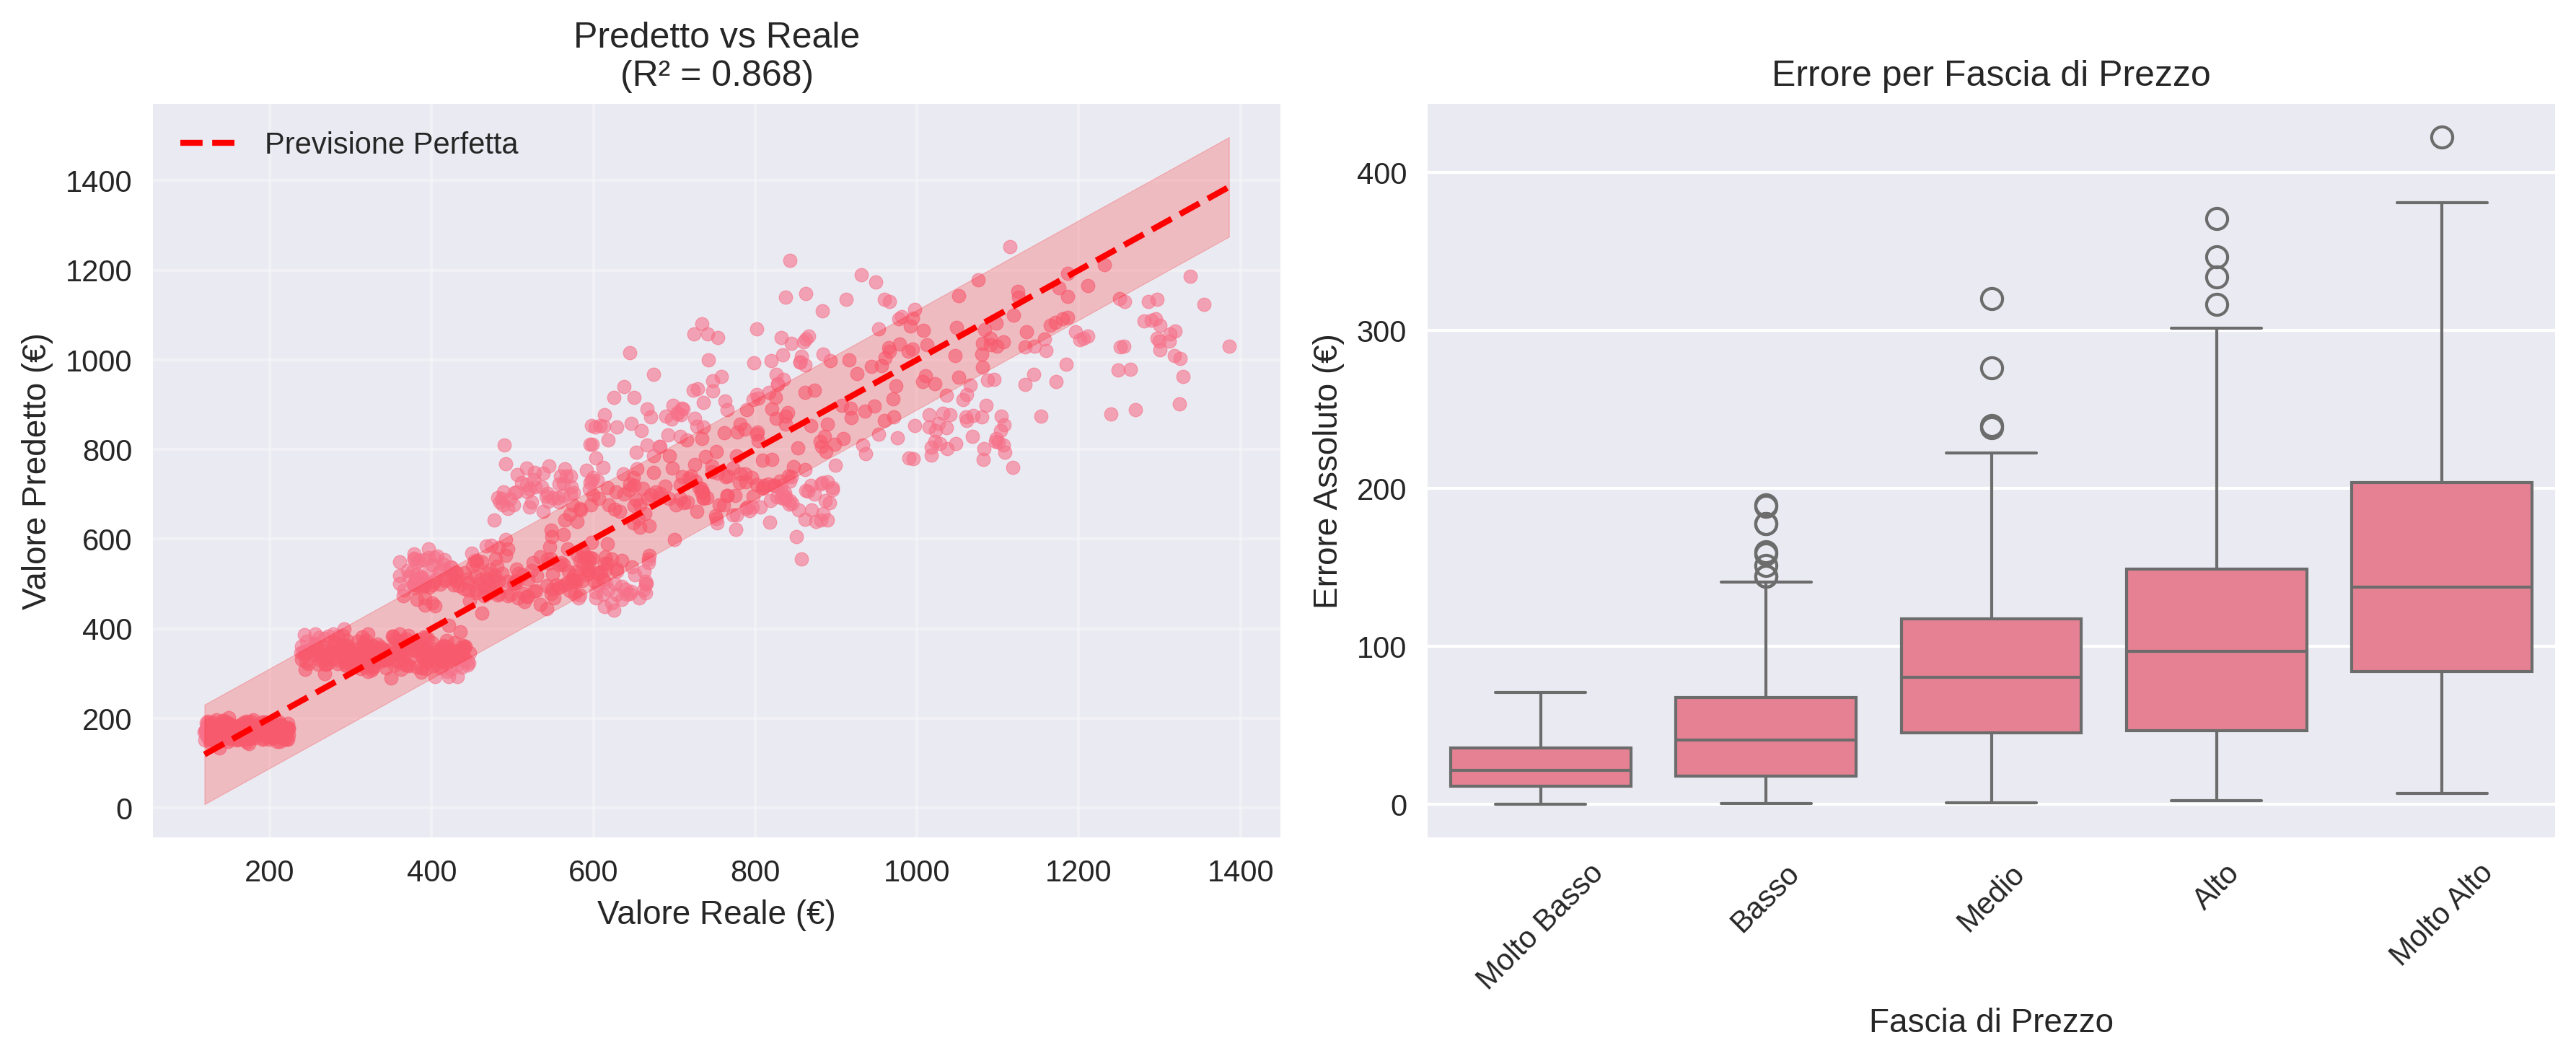 Predetto vs Reale
(R² = 0.868)
Previsione Perfetta
1400
1200
1000
800
600
400
200
0
Valore Predetto (€)
200
400
600
800
1000
1200
1400
Valore Reale (€)
Errore per Fascia di Prezzo
400
300
200
100
0
Errore Assoluto (€)
Molto Basso
Basso
Medio
Alto
Molto Alto
Fascia di Prezzo